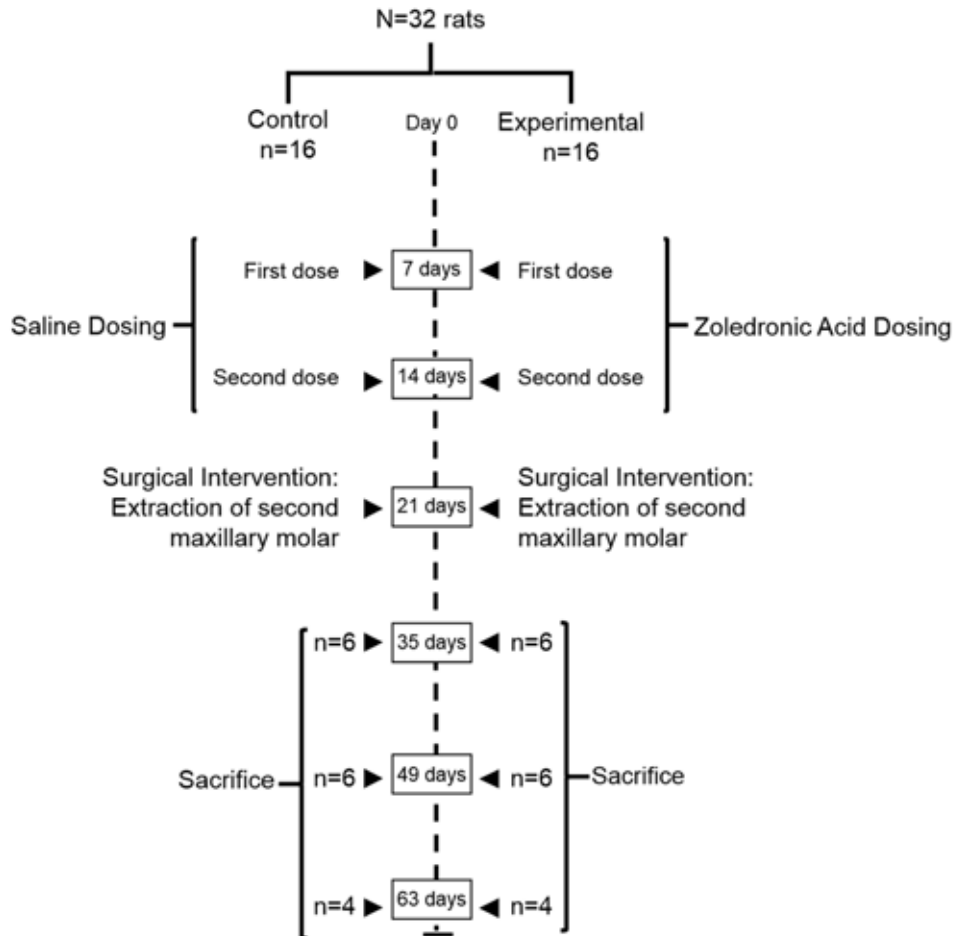 N=32 rats
Control
n=16
Day 0
Experimental
n=16
Saline Dosing
First dose
7 days
First dose
Zoledronic Acid Dosing
Second dose
14 days
Second dose
Surgical Intervention:
Extraction of second
maxillary molar
21 days
Surgical Intervention:
Extraction of second
maxillary molar
n=6
35 days
n=6
Sacrifice
n=6
49 days
n=6
Sacrifice
n=4
63 days
n=4